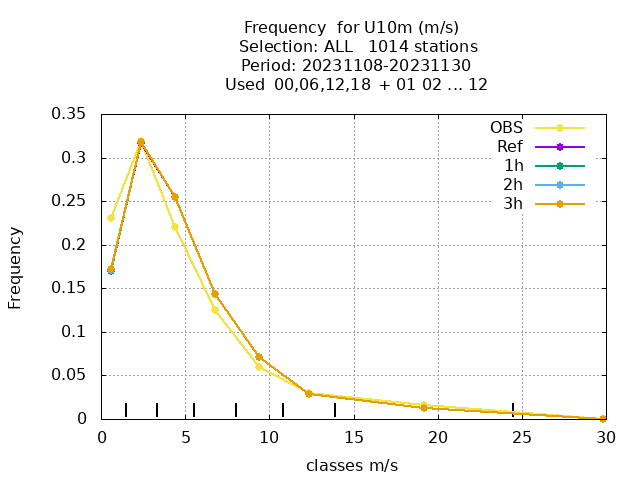 Frequency  for U10m (m/s)
Selection: ALL   1014 stations
Period: 20231108-20231130
Used  00,06,12,18  + 01 02 ... 12
0.35
0.3
0.25
0.2
0.15
0.1
0.05
0
Frequency
OBS
Ref
1h
2h
3h
0 5 10 15 20 25 30
classes m/s